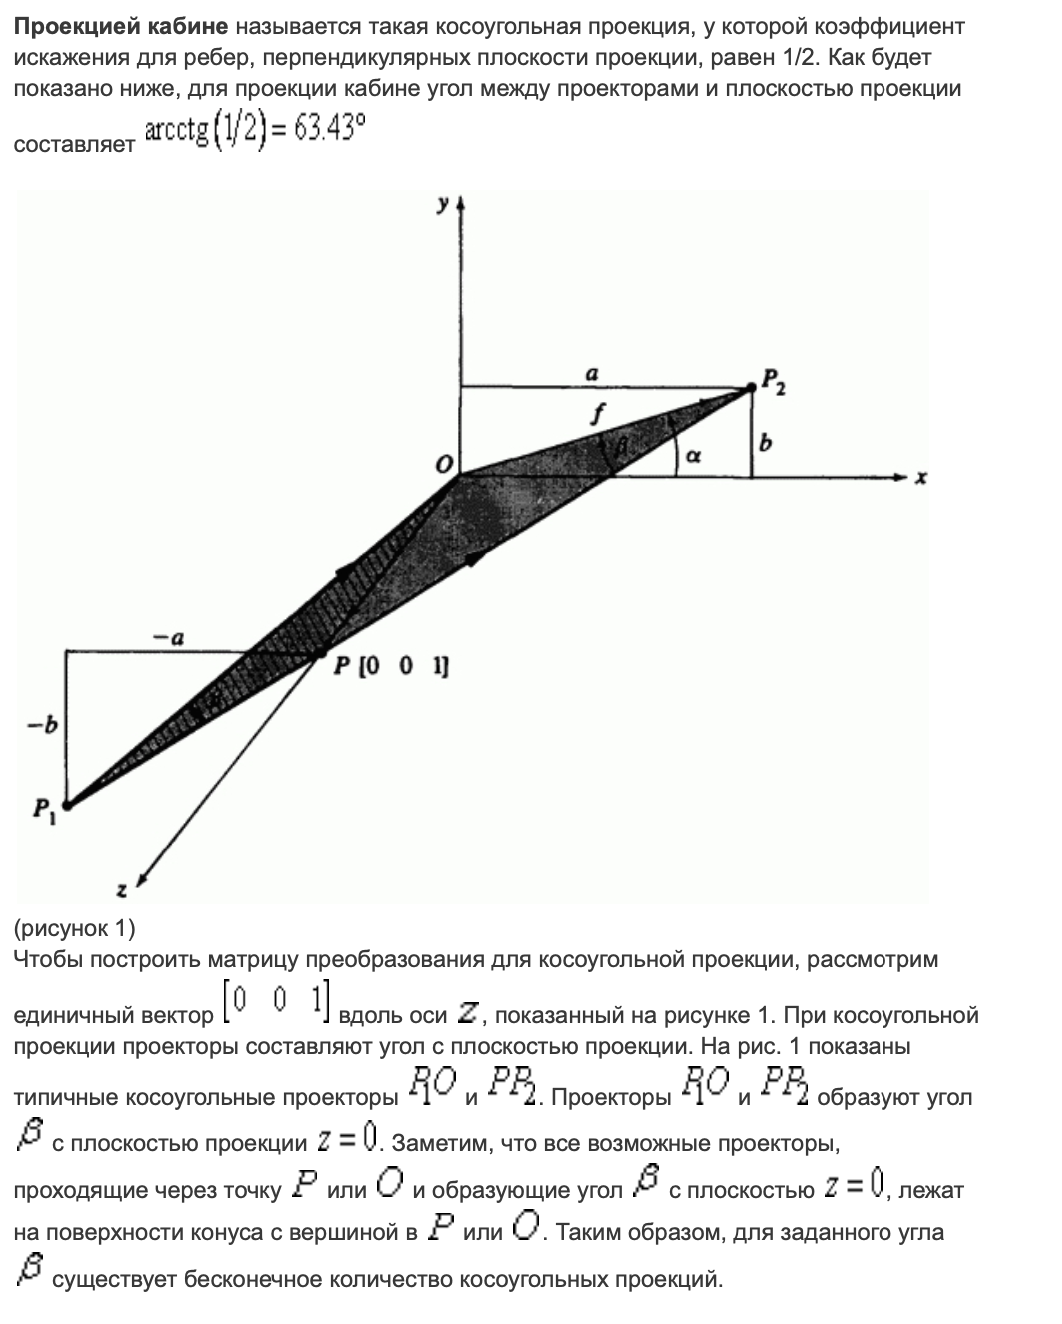 Проекцией кабине называется такая косоугольная проекция, у которой коэффициент
искажения для ребер, перпендикулярных плоскости проекции, равен 1/2. Как будет
показано ниже, для проекции кабине угол между проекторами и плоскостью проекции
составляет arcctg(1/2) = 63.43°
y
a
P2
f
β
α
b
O
x
−a
P [0 0 1]
−b
P1
z
(рисунок 1)
Чтобы построить матрицу преобразования для косоугольной проекции, рассмотрим
единичный вектор [0 0 1] вдоль оси z, показанный на рисунке 1. При косоугольной
проекции проекторы составляют угол с плоскостью проекции. На рис. 1 показаны
типичные косоугольные проекторы P1O и PP2. Проекторы P1O и PP2 образуют угол
β с плоскостью проекции z = 0. Заметим, что все возможные проекторы,
проходящие через точку P или O и образующие угол β с плоскостью z = 0, лежат
на поверхности конуса с вершиной в P или O. Таким образом, для заданного угла
β существует бесконечное количество косоугольных проекций.